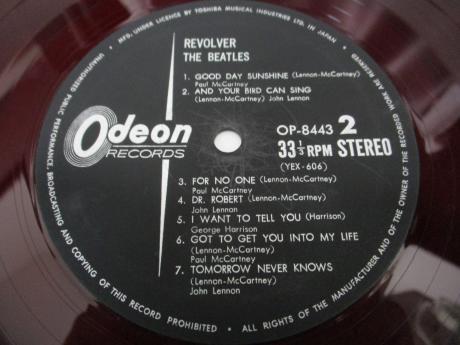 MFD. UNDER LICENCE BY TOSHIBA MUSICAL INDUSTRIES LTD. IN JAPAN •
UNAUTHORIZED PUBLIC PERFORMANCE, BROADCASTING AND COPYING OF THIS RECORD PROHIBITED •
ALL RIGHTS OF THE MANUFACTURER AND OF THE OWNER OF THE RECORDED WORK ARE RESERVED
REVOLVER
THE BEATLES
1. GOOD DAY SUNSHINE (Lennon-McCartney)
Paul McCartney
2. AND YOUR BIRD CAN SING
(Lennon-McCartney) John Lennon
Odeon
RECORDS
OP-8443 2
33⅓ RPM STEREO
(YEX-606)
3. FOR NO ONE (Lennon-McCartney)
Paul McCartney
4. DR. ROBERT (Lennon-McCartney)
John Lennon
5. I WANT TO TELL YOU (Harrison)
George Harrison
6. GOT TO GET YOU INTO MY LIFE
(Lennon-McCartney)
Paul McCartney
7. TOMORROW NEVER KNOWS
(Lennon-McCartney)
John Lennon